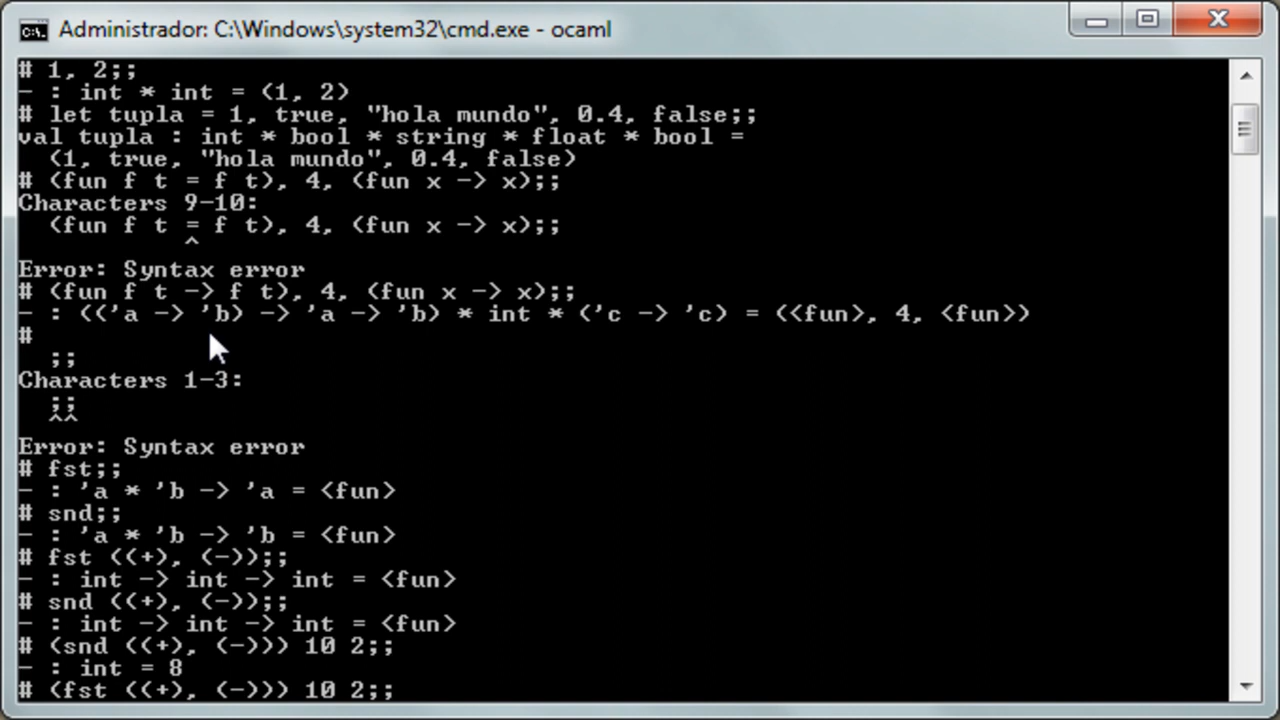 Administrador: C:\Windows\system32\cmd.exe - ocaml
# 1, 2;;
- : int * int = (1, 2)
# let tupla = 1, true, "hola mundo", 0.4, false;;
val tupla : int * bool * string * float * bool =
  (1, true, "hola mundo", 0.4, false)
# (fun f t = f t), 4, (fun x -> x);;
Characters 9-10:
  (fun f t = f t), 4, (fun x -> x);;
           ^
Error: Syntax error
# (fun f t -> f t), 4, (fun x -> x);;
- : (('a -> 'b) -> 'a -> 'b) * int * ('c -> 'c) = (<fun>, 4, <fun>)
#
  ;;
Characters 1-3:
  ;;
  ^^
Error: Syntax error
# fst;;
- : 'a * 'b -> 'a = <fun>
# snd;;
- : 'a * 'b -> 'b = <fun>
# fst ((+), (-));;
- : int -> int -> int = <fun>
# snd ((+), (-));;
- : int -> int -> int = <fun>
# (snd ((+), (-))) 10 2;;
- : int = 8
# (fst ((+), (-))) 10 2;;